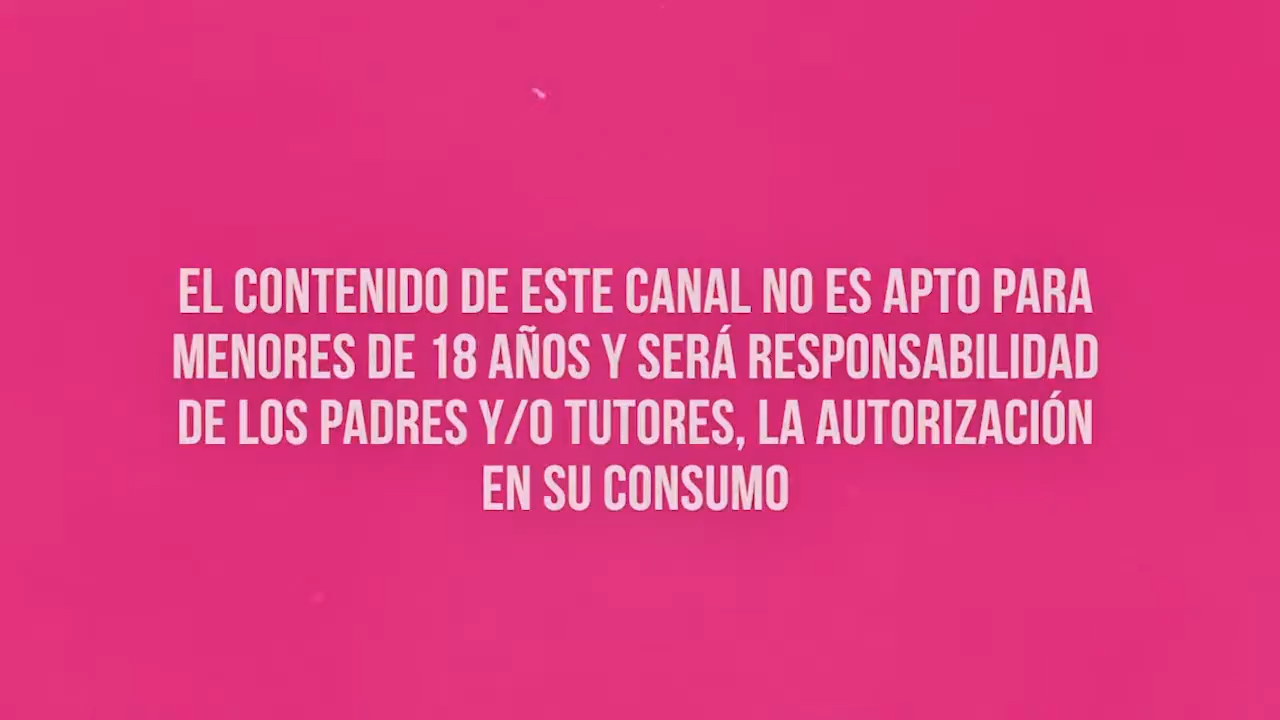 EL CONTENIDO DE ESTE CANAL NO ES APTO PARA
MENORES DE 18 AÑOS Y SERÁ RESPONSABILIDAD
DE LOS PADRES Y/O TUTORES, LA AUTORIZACIÓN
EN SU CONSUMO